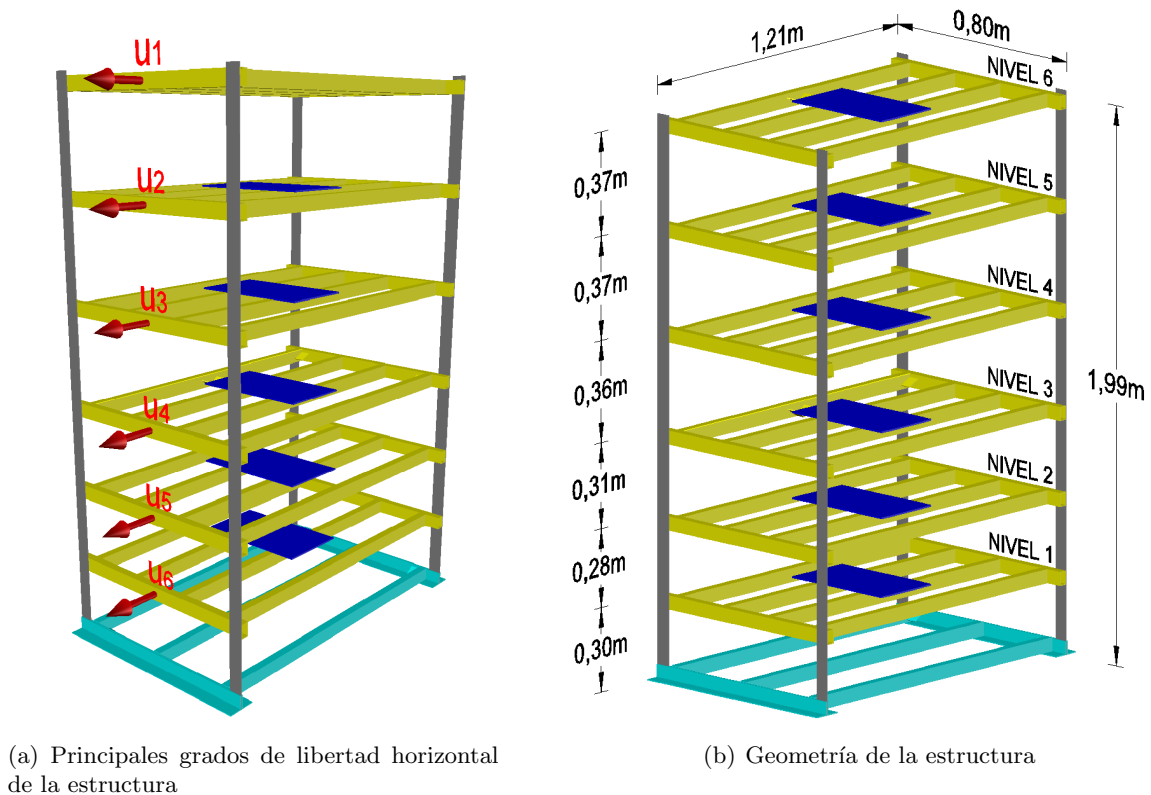 u1
u2
u3
u4
u5
u6
(a) Principales grados de libertad horizontal
de la estructura
1,21m
0,80m
NIVEL 6
NIVEL 5
NIVEL 4
NIVEL 3
NIVEL 2
NIVEL 1
0,37m
0,37m
0,36m
0,31m
0,28m
0,30m
1,99m
(b) Geometría de la estructura